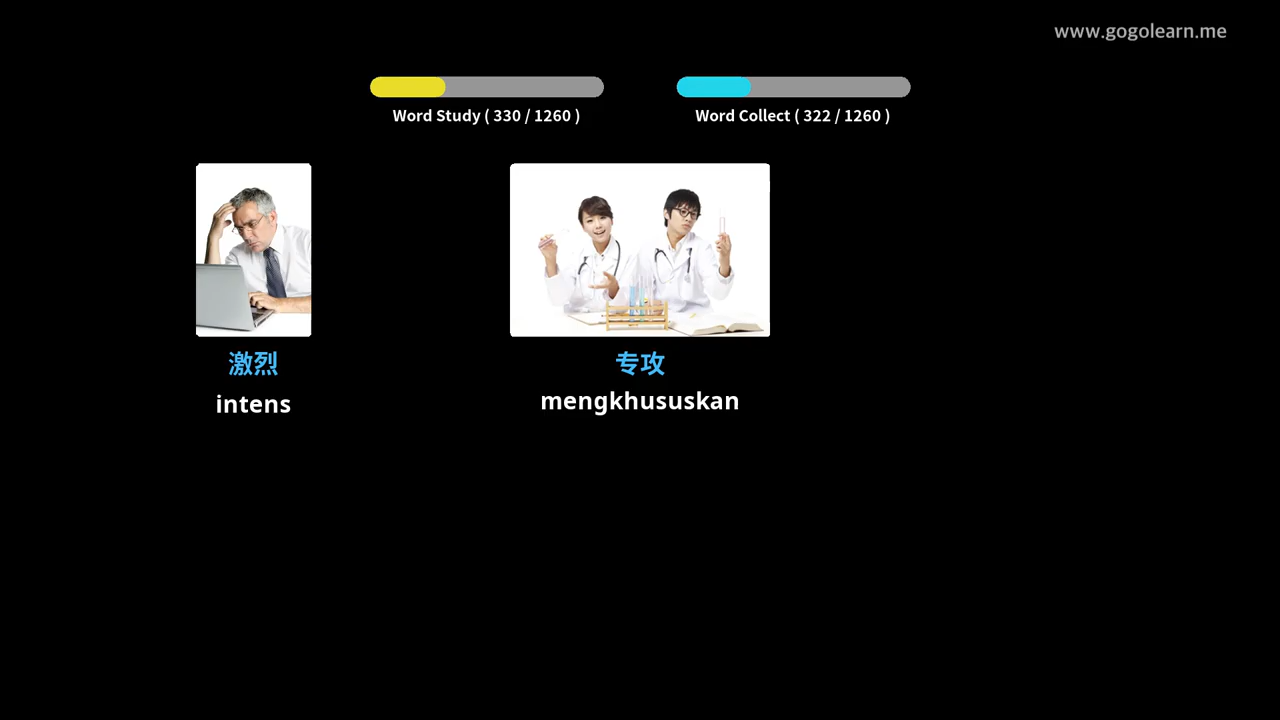 www.gogolearn.me
Word Study ( 330 / 1260 )
Word Collect ( 322 / 1260 )
激烈
intens
专攻
mengkhususkan